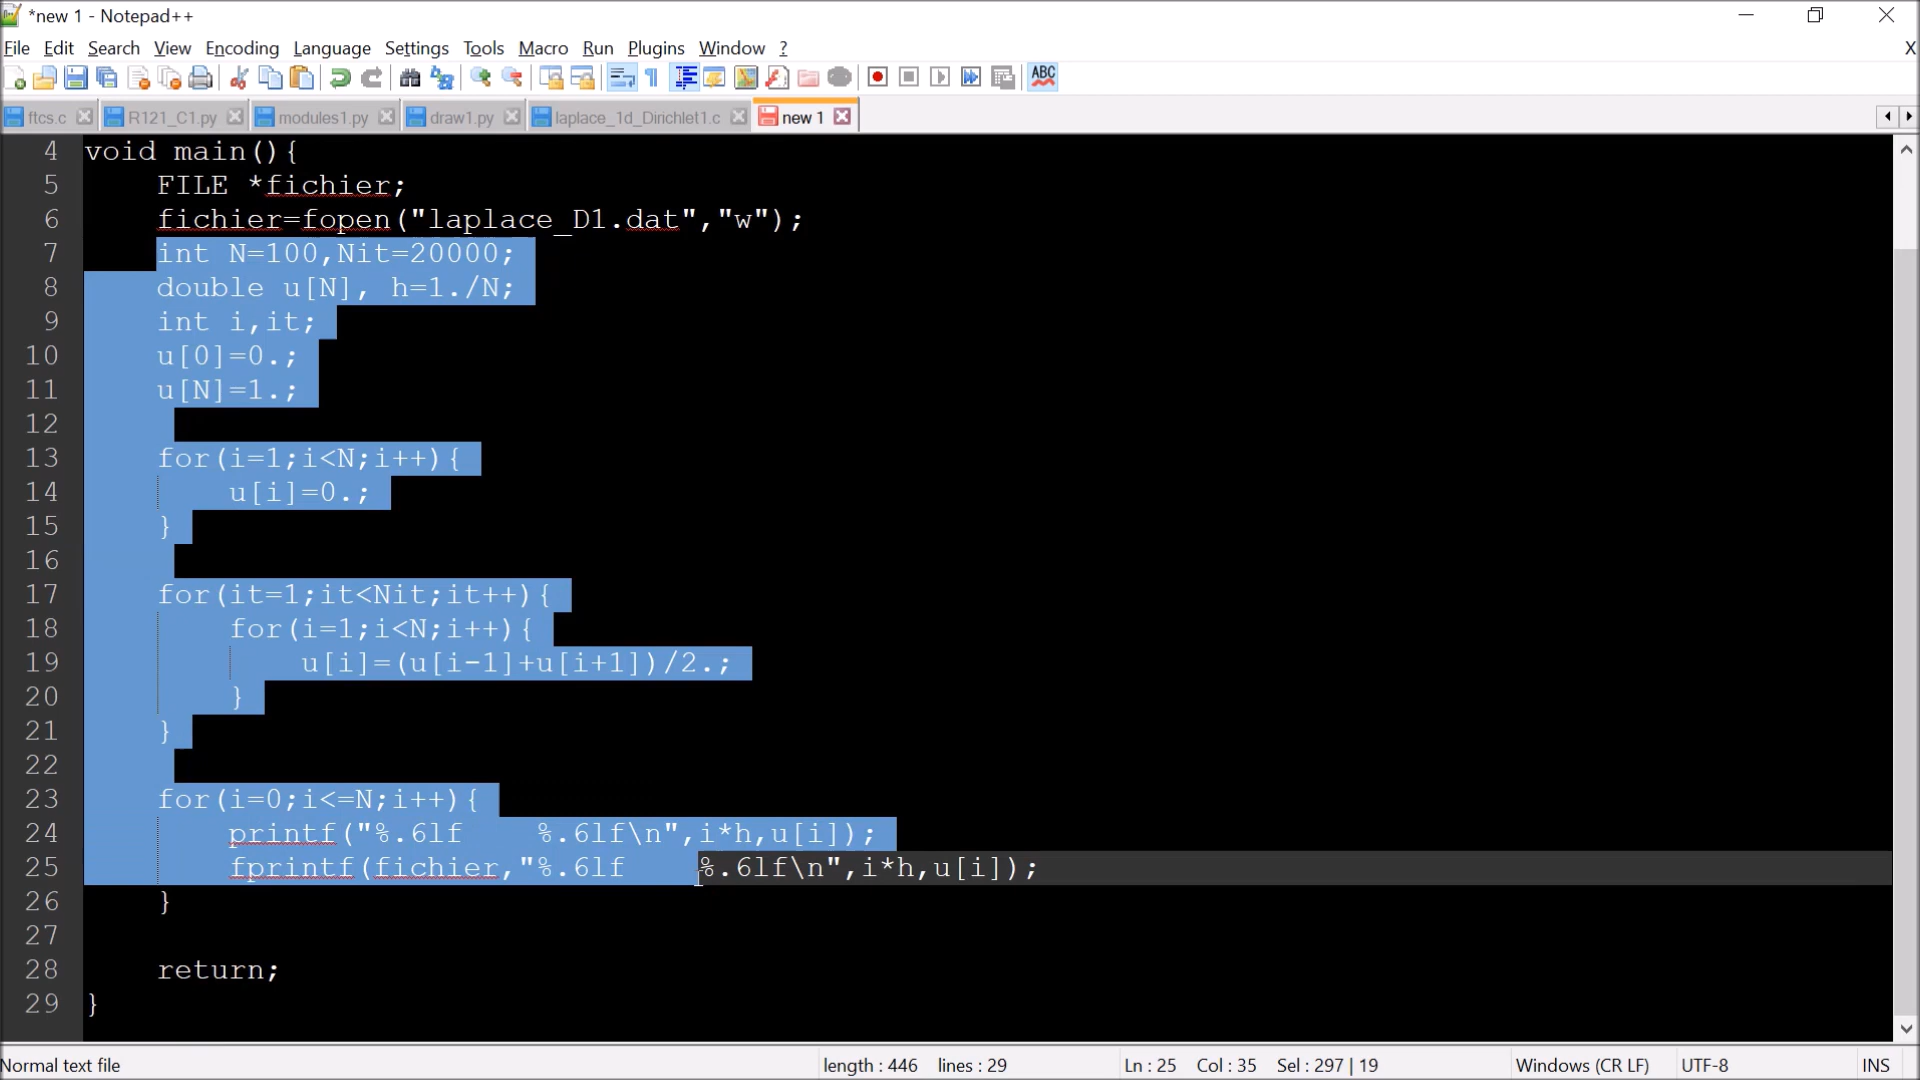 *new 1 - Notepad++
File Edit Search View Encoding Language Settings Tools Macro Run Plugins Window ? X
ABC
ftcs.c R121_C1.py modules1.py draw1.py laplace_1d_Dirichlet1.c new 1
4 void main(){
5 FILE *fichier;
6 fichier=fopen("laplace_D1.dat","w");
7 int N=100,Nit=20000;
8 double u[N], h=1./N;
9 int i,it;
10 u[0]=0.;
11 u[N]=1.;
12
13 for(i=1;i<N;i++){
14 u[i]=0.;
15 }
16
17 for(it=1;it<Nit;it++){
18 for(i=1;i<N;i++){
19 u[i]=(u[i-1]+u[i+1])/2.;
20 }
21 }
22
23 for(i=0;i<=N;i++){
24 printf("%.6lf    %.6lf\n",i*h,u[i]);
25 fprintf(fichier,"%.6lf    %.6lf\n",i*h,u[i]);
26 }
27
28 return;
29 }
Normal text file length : 446 lines : 29 Ln : 25 Col : 35 Sel : 297 | 19 Windows (CR LF) UTF-8 INS